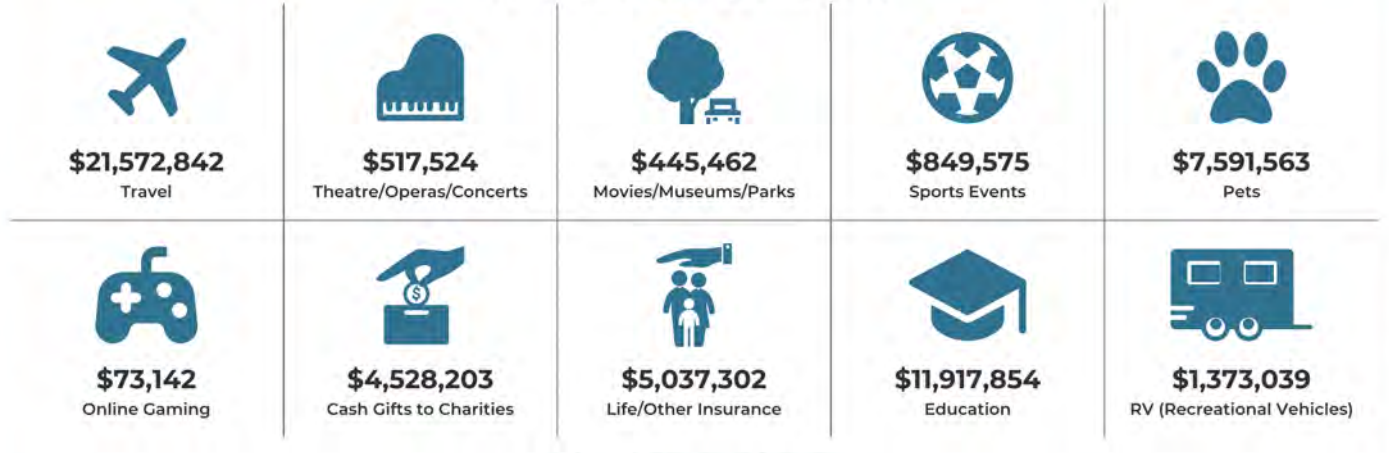 $21,572,842
Travel
$517,524
Theatre/Operas/Concerts
$445,462
Movies/Museums/Parks
$849,575
Sports Events
$7,591,563
Pets
$73,142
Online Gaming
$
$4,528,203
Cash Gifts to Charities
$5,037,302
Life/Other Insurance
$11,917,854
Education
$1,373,039
RV (Recreational Vehicles)